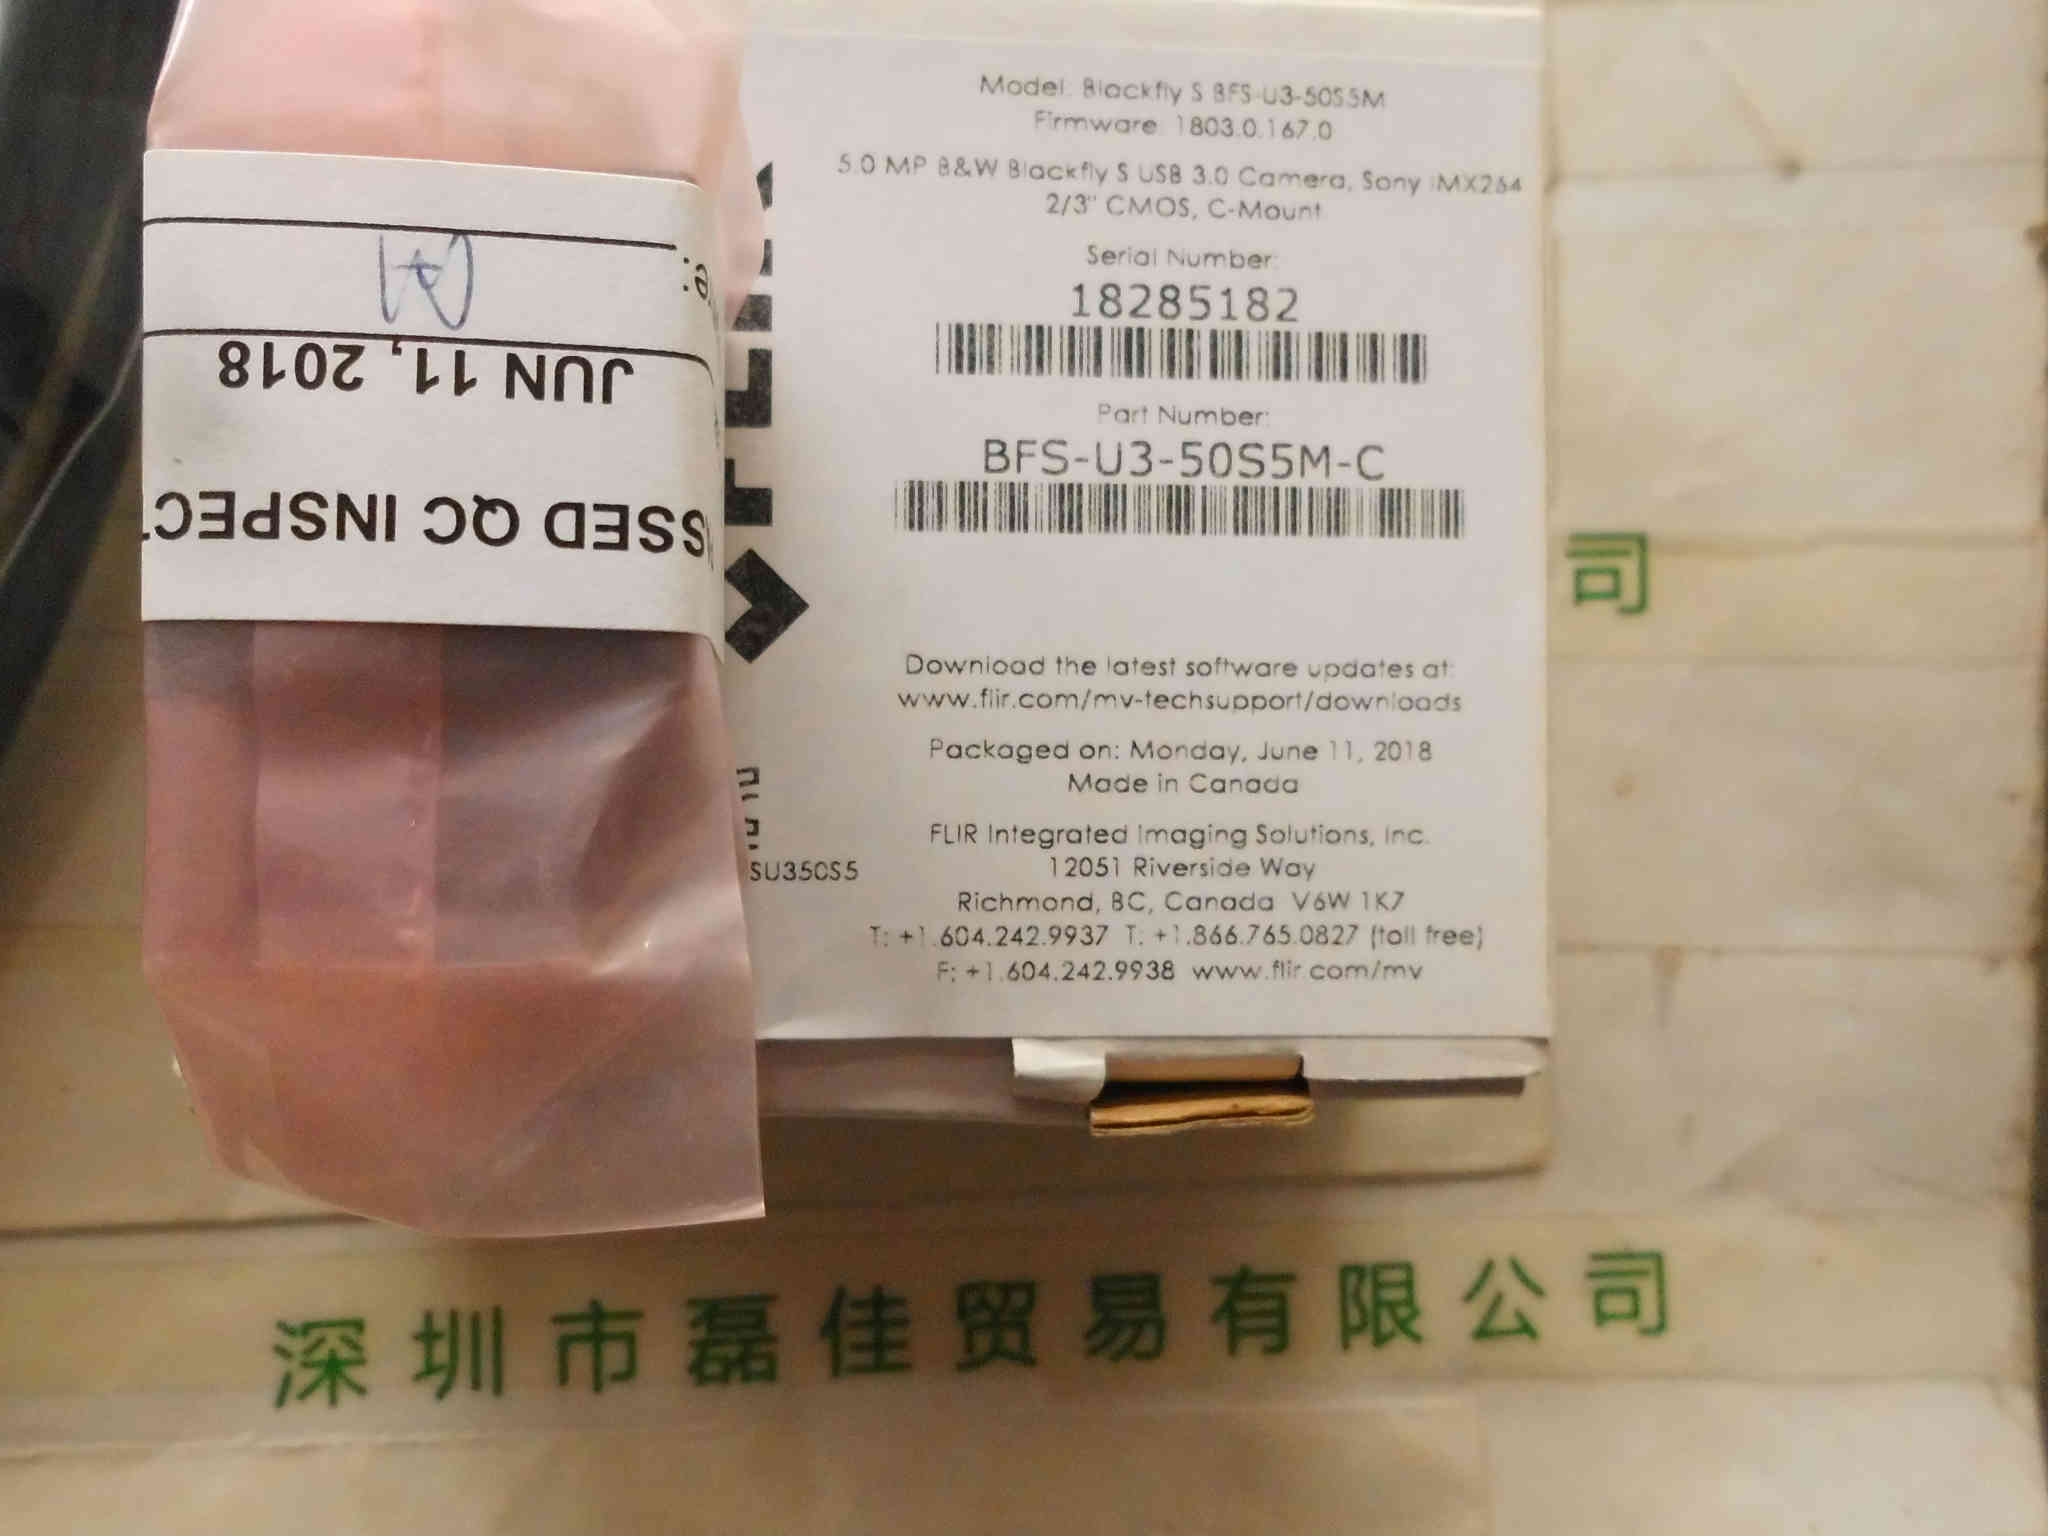 Model: Blackfly S BFS-U3-50S5M
Firmware: 1803.0.167.0
5.0 MP B&W Blackfly S USB 3.0 Camera, Sony IMX264
2/3" CMOS, C-Mount
Serial Number:
18285182
Part Number:
BFS-U3-50S5M-C
Download the latest software updates at:
www.flir.com/mv-techsupport/downloads
Packaged on: Monday, June 11, 2018
Made in Canada
FLIR Integrated Imaging Solutions, Inc.
12051 Riverside Way
Richmond, BC, Canada V6W 1K7
T: +1.604.242.9937 T: +1.866.765.0827 (toll free)
F: +1.604.242.9938 www.flir.com/mv
SU350S5
SSED QC INSPECT
JUN 11, 2018
司
深圳市磊佳贸易有限公司